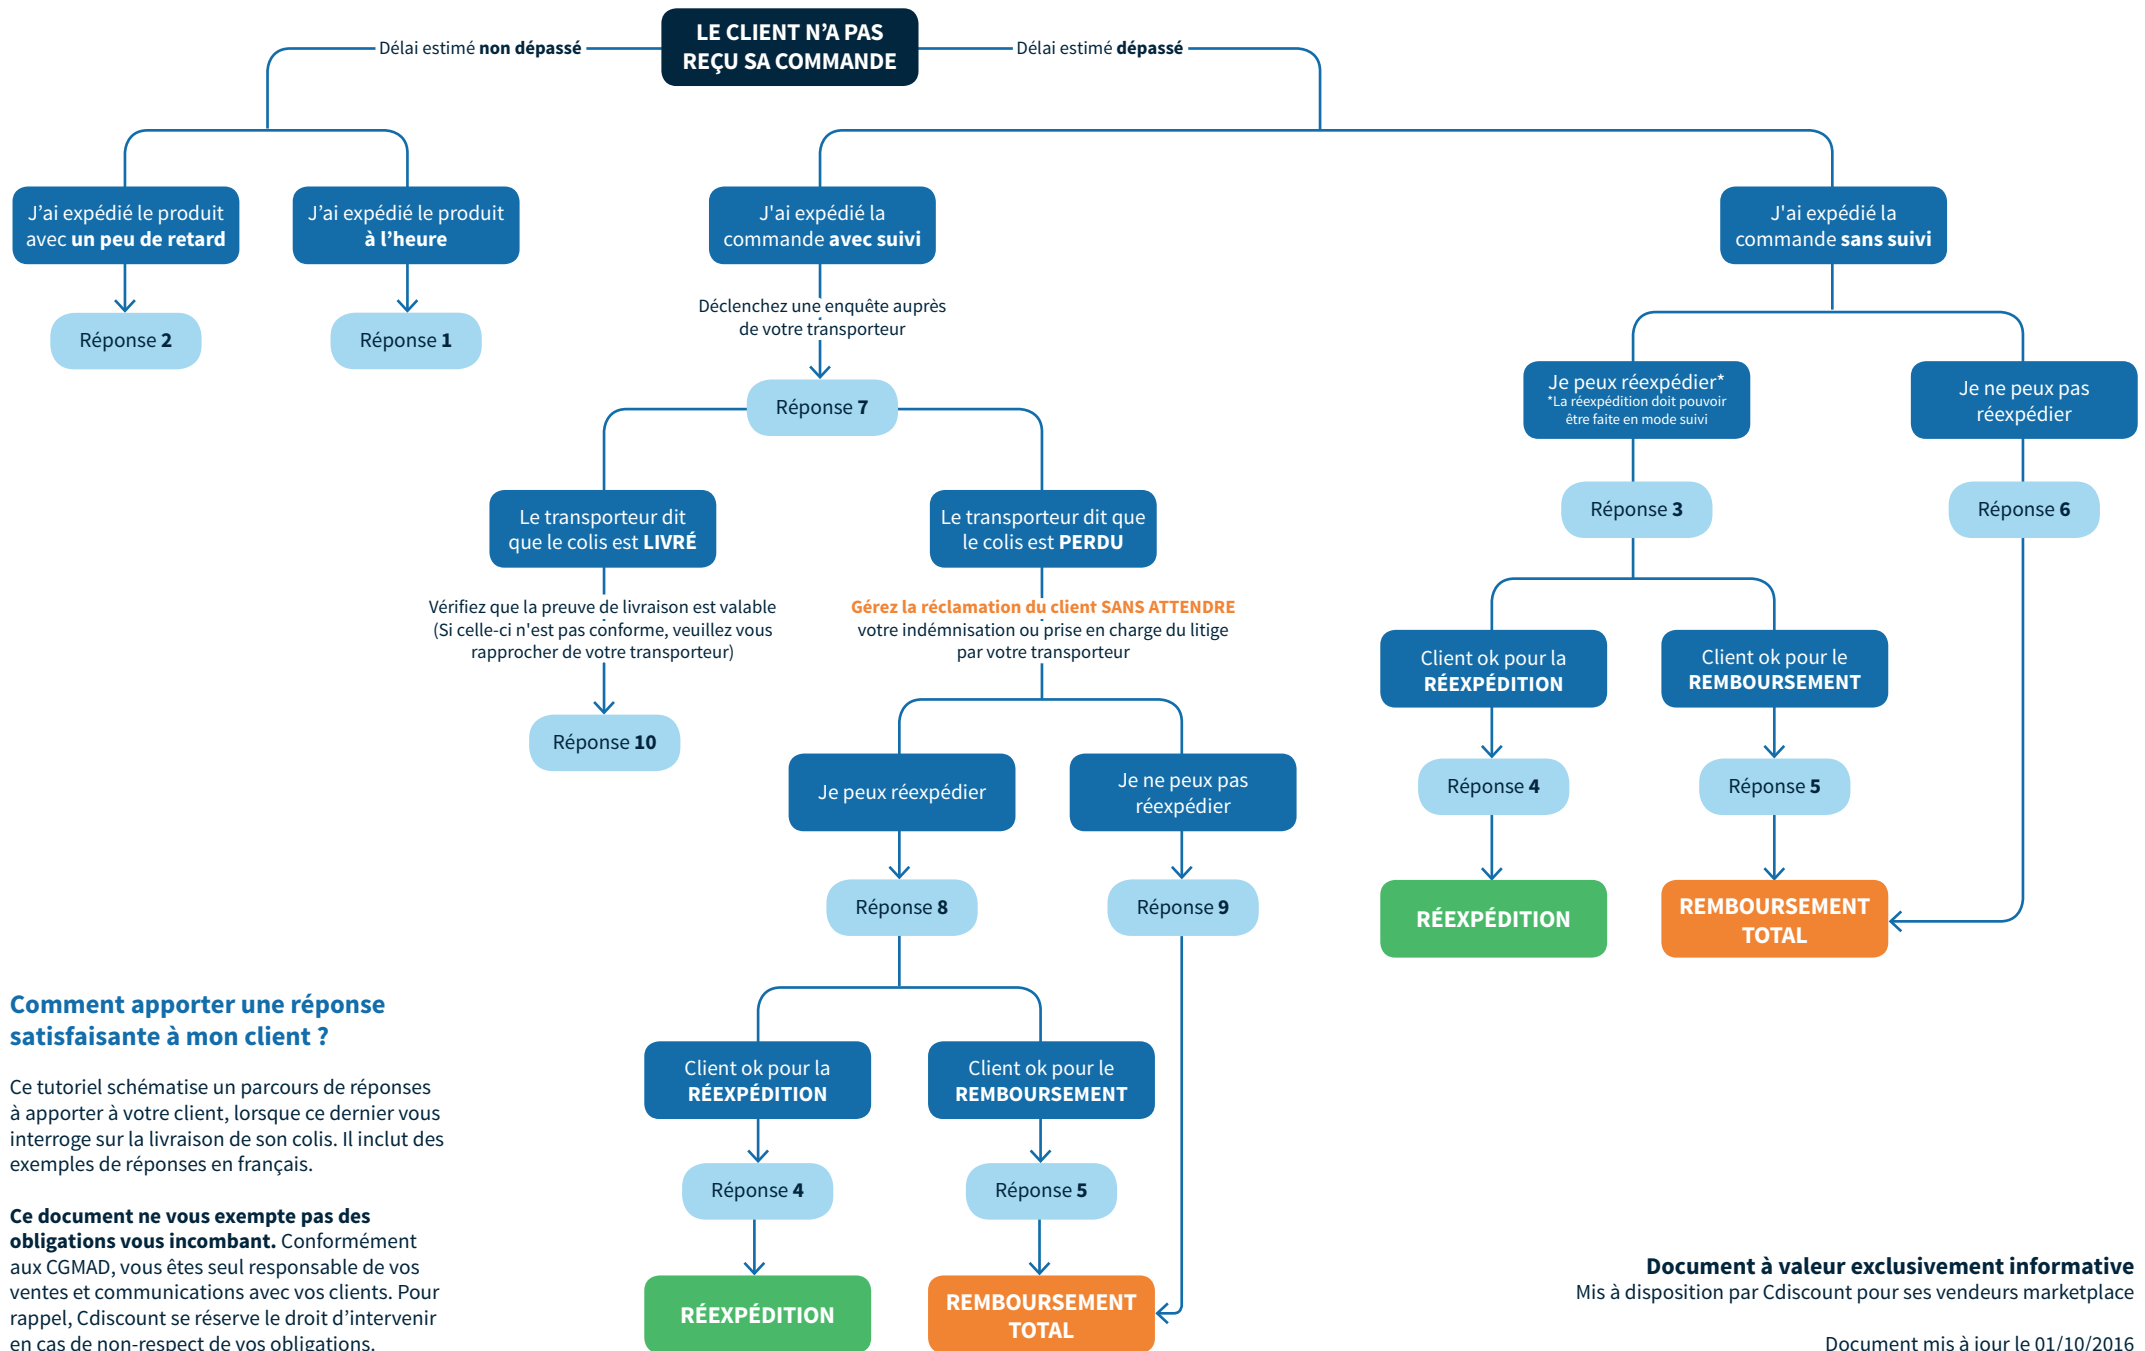 LE CLIENT N’A PAS
REÇU SA COMMANDE
Délai estimé non dépassé
Délai estimé dépassé
J’ai expédié le produit
avec un peu de retard
J’ai expédié le produit
à l’heure
J'ai expédié la
commande avec suivi
J'ai expédié la
commande sans suivi
Réponse 2
Réponse 1
Déclenchez une enquête auprès
de votre transporteur
Réponse 7
Je peux réexpédier*
*La réexpédition doit pouvoir
être faite en mode suivi
Je ne peux pas
réexpédier
Le transporteur dit
que le colis est LIVRÉ
Le transporteur dit que
le colis est PERDU
Réponse 3
Réponse 6
Vérifiez que la preuve de livraison est valable
(Si celle-ci n'est pas conforme, veuillez vous
rapprocher de votre transporteur)
Gérez la réclamation du client SANS ATTENDRE
votre indémnisation ou prise en charge du litige
par votre transporteur
Client ok pour la
RÉEXPÉDITION
Client ok pour le
REMBOURSEMENT
Réponse 10
Je peux réexpédier
Je ne peux pas
réexpédier
Réponse 4
Réponse 5
Réponse 8
Réponse 9
RÉEXPÉDITION
REMBOURSEMENT
TOTAL
Client ok pour la
RÉEXPÉDITION
Client ok pour le
REMBOURSEMENT
Réponse 4
Réponse 5
RÉEXPÉDITION
REMBOURSEMENT
TOTAL
Comment apporter une réponse
satisfaisante à mon client ?
Ce tutoriel schématise un parcours de réponses
à apporter à votre client, lorsque ce dernier vous
interroge sur la livraison de son colis. Il inclut des
exemples de réponses en français.
Ce document ne vous exempte pas des
obligations vous incombant. Conformément
aux CGMAD, vous êtes seul responsable de vos
ventes et communications avec vos clients. Pour
rappel, Cdiscount se réserve le droit d’intervenir
en cas de non-respect de vos obligations.
Document à valeur exclusivement informative
Mis à disposition par Cdiscount pour ses vendeurs marketplace
Document mis à jour le 01/10/2016